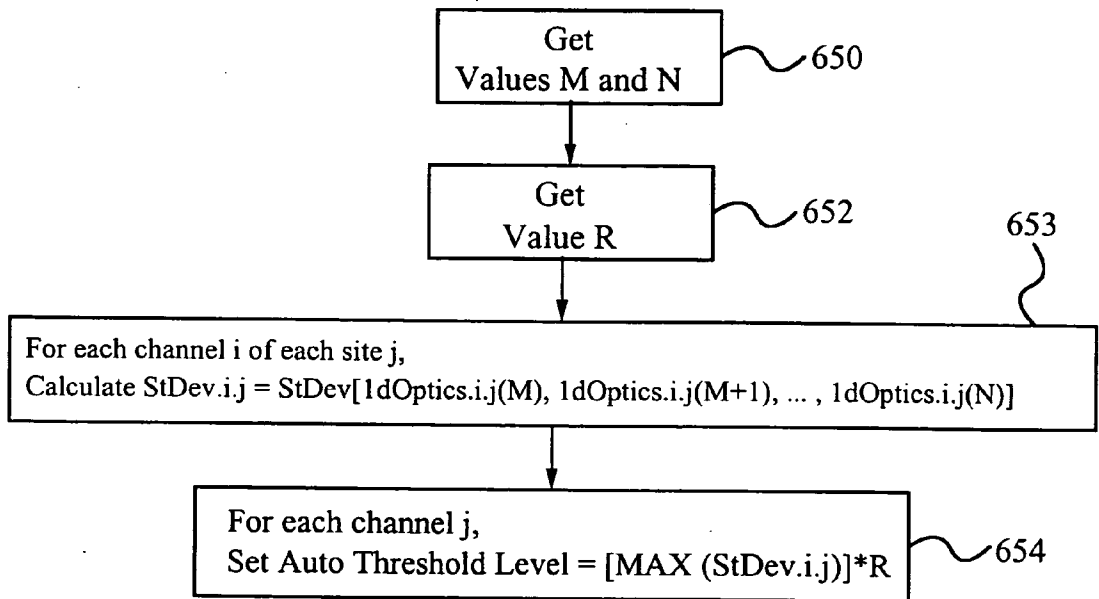 Get
Values M and N
650
Get
Value R
652
653
For each channel i of each site j,
Calculate StDev.i.j = StDev[1dOptics.i.j(M), 1dOptics.i.j(M+1), ... , 1dOptics.i.j(N)]
For each channel j,
Set Auto Threshold Level = [MAX (StDev.i.j)]*R
654